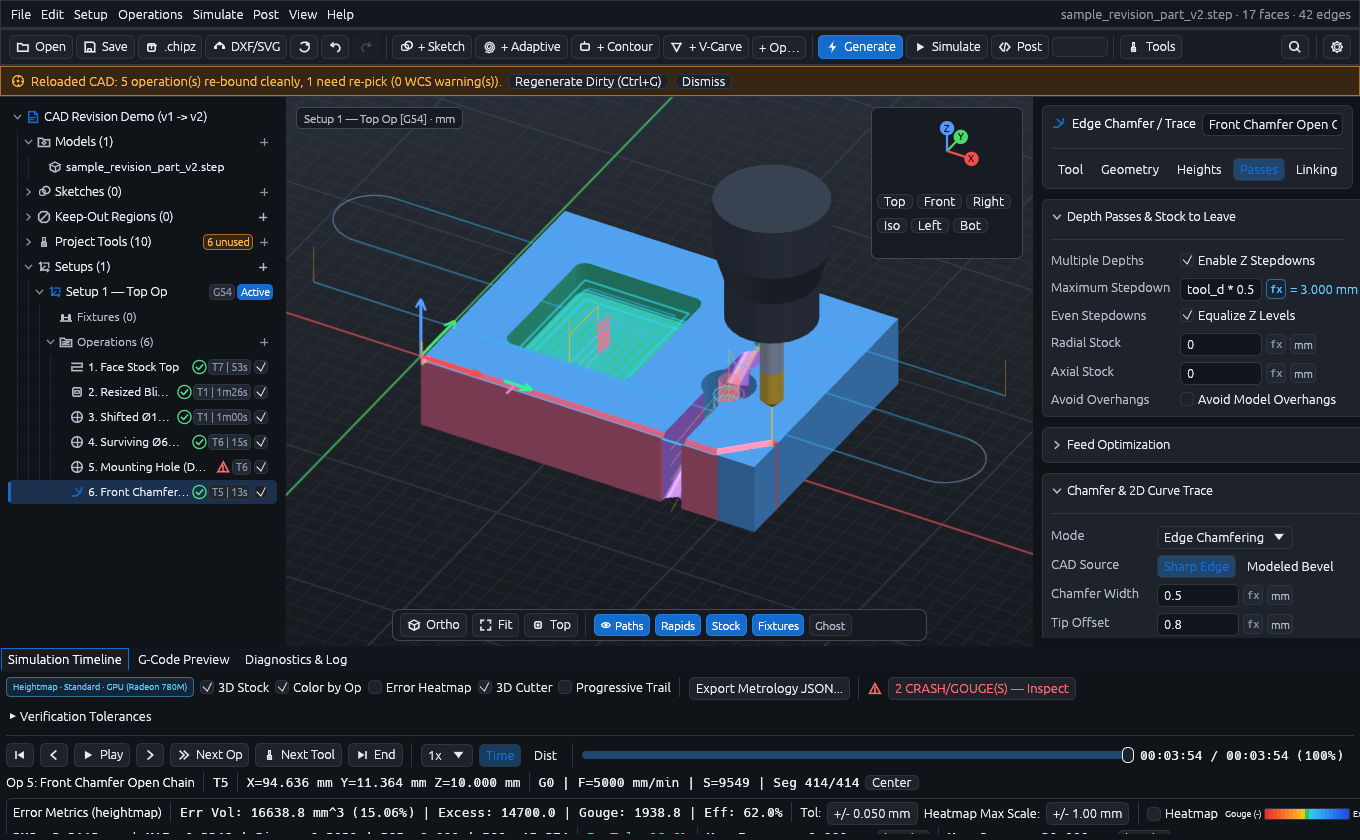 File Edit Setup Operations Simulate Post View Help sample_revision_part_v2.step · 17 faces · 42 edges
Open Save .chipz DXF/SVG + Sketch + Adaptive + Contour + V-Carve + Op… Generate Simulate Post Tools
Reloaded CAD: 5 operation(s) re-bound cleanly, 1 need re-pick (0 WCS warning(s)). Regenerate Dirty (Ctrl+G) Dismiss
CAD Revision Demo (v1 -> v2)
Models (1) +
sample_revision_part_v2.step
Sketches (0) +
Keep-Out Regions (0) +
Project Tools (10) 6 unused +
Setups (1) +
Setup 1 — Top Op G54 Active
Fixtures (0)
Operations (6) +
1. Face Stock Top T7 | 53s
2. Resized Bli… T1 | 1m26s
3. Shifted Ø1… T1 | 1m00s
4. Surviving Ø6… T6 | 15s
5. Mounting Hole (D… T6
6. Front Chamfer… T5 | 13s
Setup 1 — Top Op [G54] · mm
Z
Y
X
Top Front Right
Iso Left Bot
Ortho Fit Top Paths Rapids Stock Fixtures Ghost
Edge Chamfer / Trace Front Chamfer Open C
Tool Geometry Heights Passes Linking
Depth Passes & Stock to Leave
Multiple Depths Enable Z Stepdowns
Maximum Stepdown tool_d * 0.5 fx = 3.000 mm
Even Stepdowns Equalize Z Levels
Radial Stock 0 fx mm
Axial Stock 0 fx mm
Avoid Overhangs Avoid Model Overhangs
Feed Optimization
Chamfer & 2D Curve Trace
Mode Edge Chamfering
CAD Source Sharp Edge Modeled Bevel
Chamfer Width 0.5 fx mm
Tip Offset 0.8 fx mm
Simulation Timeline G-Code Preview Diagnostics & Log
Heightmap · Standard · GPU (Radeon 780M) 3D Stock Color by Op Error Heatmap 3D Cutter Progressive Trail Export Metrology JSON... 2 CRASH/GOUGE(S) — Inspect
Verification Tolerances
Play Next Op Next Tool End 1x Time Dist 00:03:54 / 00:03:54 (100%)
Op 5: Front Chamfer Open Chain T5 X=94.636 mm Y=11.364 mm Z=10.000 mm G0 | F=5000 mm/min | S=9549 | Seg 414/414 Center
Error Metrics (heightmap) Err Vol: 16638.8 mm^3 (15.06%) | Excess: 14700.0 | Gouge: 1938.8 | Eff: 62.0% Tol: +/- 0.050 mm Heatmap Max Scale: +/- 1.00 mm Heatmap Gouge (-)